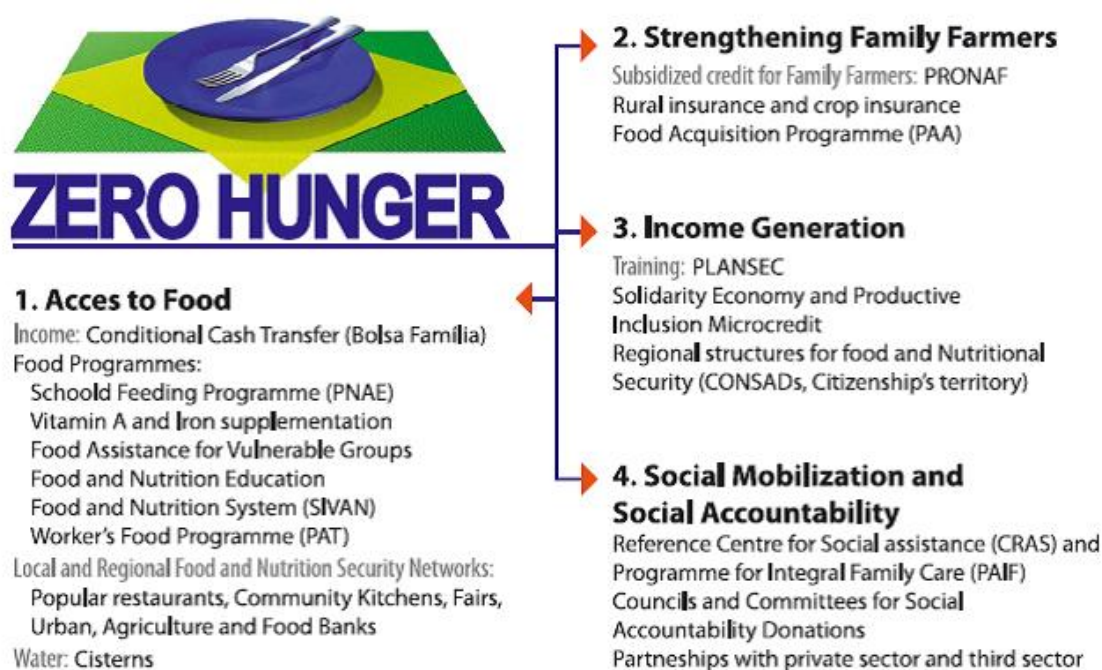 ZERO HUNGER
1. Acces to Food
Income: Conditional Cash Transfer (Bolsa Família)
Food Programmes:
Schoold Feeding Programme (PNAE)
Vitamin A and Iron supplementation
Food Assistance for Vulnerable Groups
Food and Nutrition Education
Food and Nutrition System (SIVAN)
Worker's Food Programme (PAT)
Local and Regional Food and Nutrition Security Networks:
Popular restaurants, Community Kitchens, Fairs,
Urban, Agriculture and Food Banks
Water: Cisterns
2. Strengthening Family Farmers
Subsidized credit for Family Farmers: PRONAF
Rural insurance and crop insurance
Food Acquisition Programme (PAA)
3. Income Generation
Training: PLANSEC
Solidarity Economy and Productive
Inclusion Microcredit
Regional structures for food and Nutritional
Security (CONSADs, Citizenship's territory)
4. Social Mobilization and
Social Accountability
Reference Centre for Social assistance (CRAS) and
Programme for Integral Family Care (PAIF)
Councils and Committees for Social
Accountability Donations
Partneships with private sector and third sector